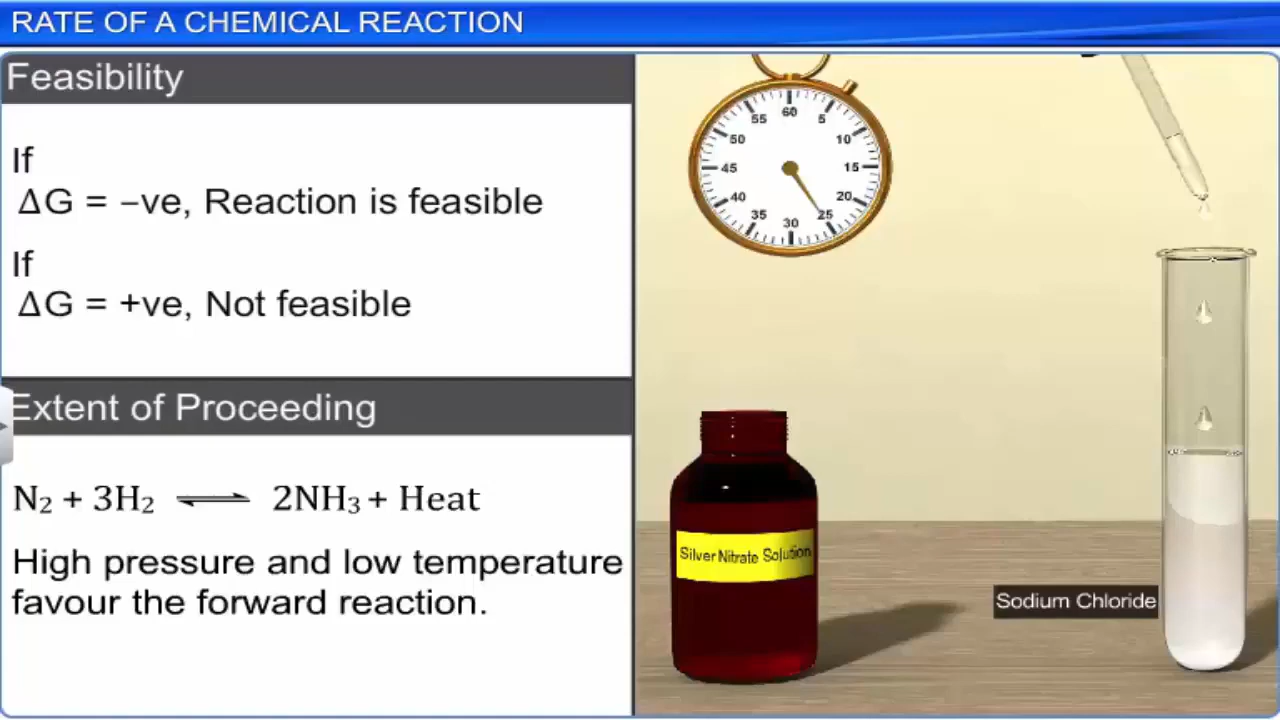 RATE OF A CHEMICAL REACTION
Feasibility
If
ΔG = –ve, Reaction is feasible
If
ΔG = +ve, Not feasible
Extent of Proceeding
N₂ + 3H₂ ⇌ 2NH₃ + Heat
High pressure and low temperature
favour the forward reaction.
60
55 5
50 10
45 15
40 20
35 25
30
Silver Nitrate Solution
Sodium Chloride